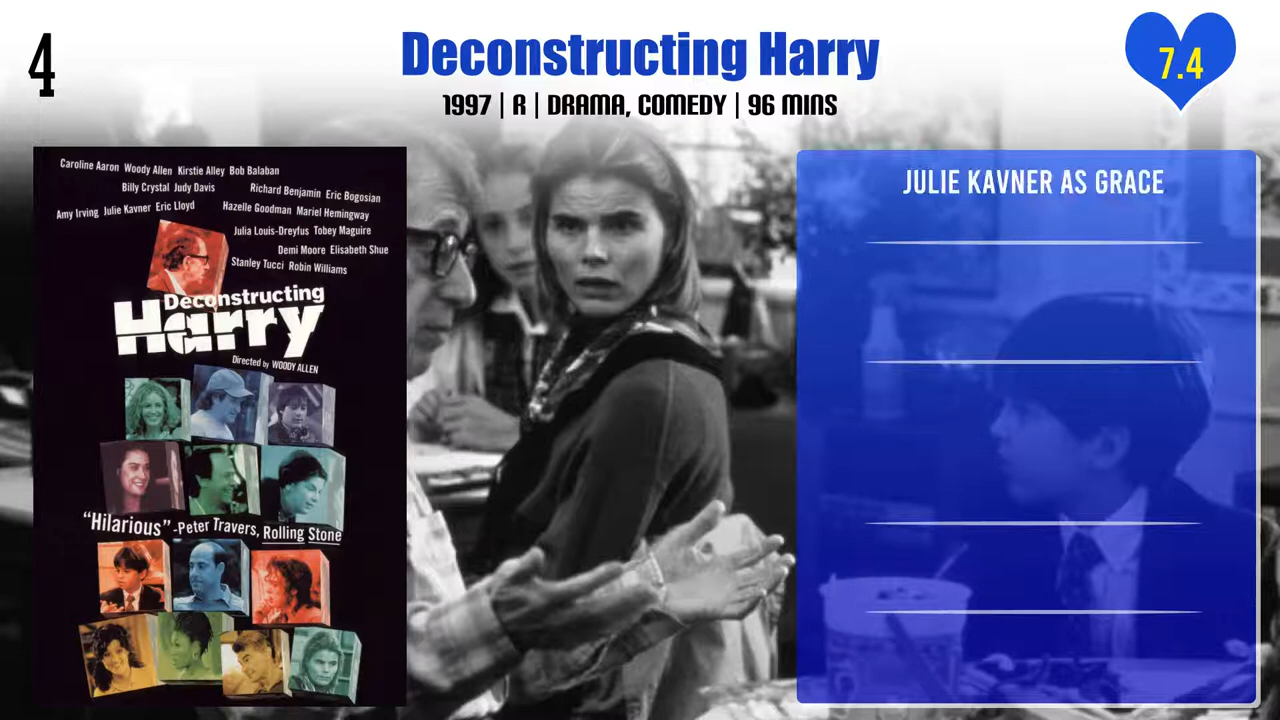 4
Deconstructing Harry
7.4
1997 | R | DRAMA, COMEDY | 96 MINS
Caroline Aaron Woody Allen Kirstie Alley Bob Balaban
Billy Crystal Judy Davis Richard Benjamin Eric Bogosian
Amy Irving Julie Kavner Eric Lloyd Hazelle Goodman Mariel Hemingway
Julia Louis-Dreyfus Tobey Maguire
Demi Moore Elisabeth Shue
Stanley Tucci Robin Williams
Deconstructing
Harry
Directed by WOODY ALLEN
"Hilarious" -Peter Travers, Rolling Stone
JULIE KAVNER AS GRACE